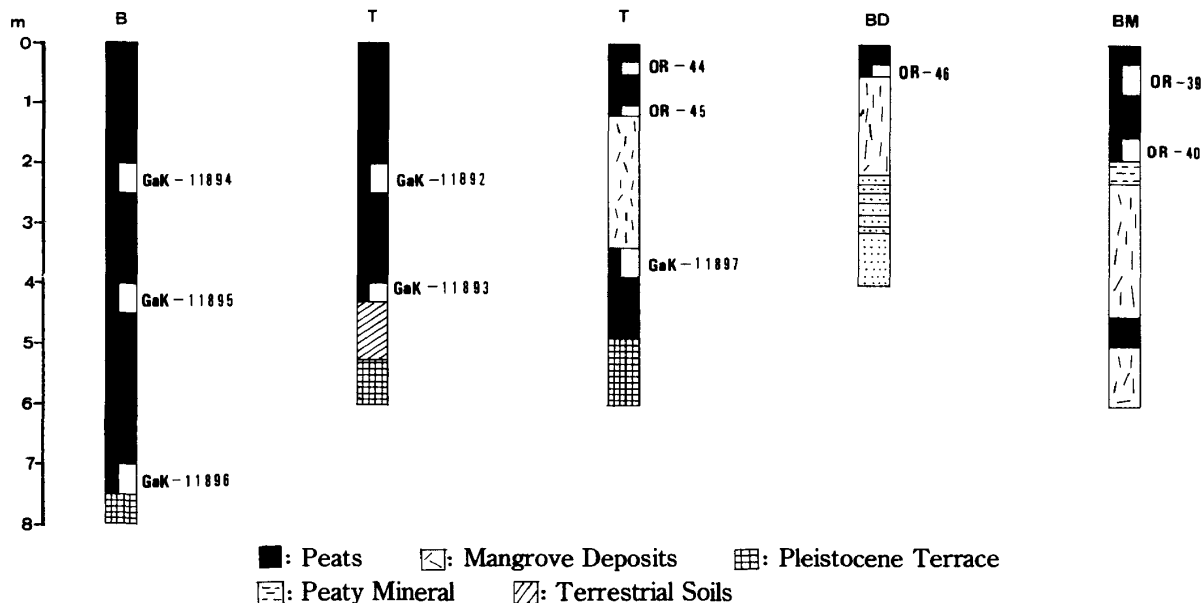 m B T T BD BM
0
OR-44
OR-46
OR-39
1
OR-45
OR-40
2
GaK-11894 GaK-11892
3
GaK-11897
4
GaK-11895 GaK-11893
5
6
7
GaK-11896
8
: Peats : Mangrove Deposits : Pleistocene Terrace
: Peaty Mineral : Terrestrial Soils